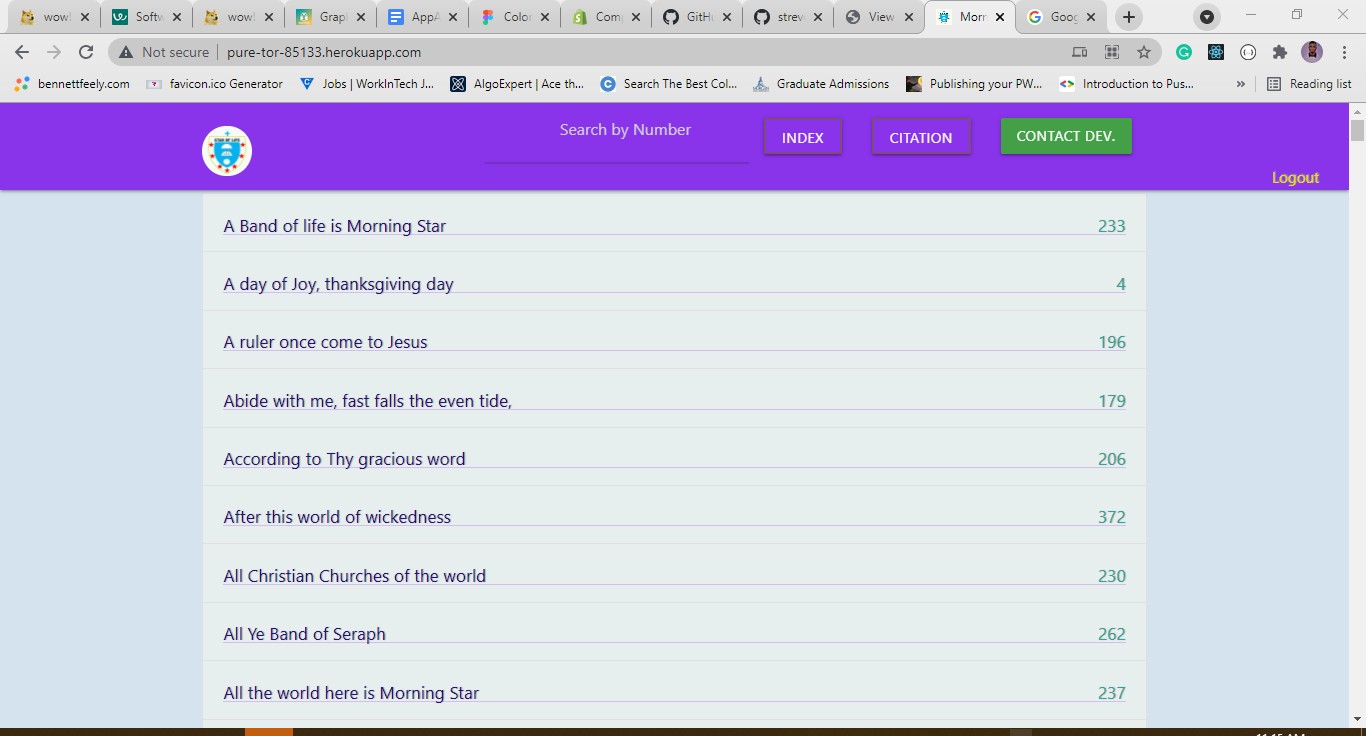 wow! Softw wow! Grap AppA Color Com GitHu strev View Morn Goog
Not secure pure-tor-85133.herokuapp.com
bennettfeely.com favicon.ico Generator Jobs | WorkInTech J... AlgoExpert | Ace th... Search The Best Col... Graduate Admissions Publishing your PW... Introduction to Pus... » Reading list
Search by Number INDEX CITATION CONTACT DEV.
Logout
A Band of life is Morning Star 233
A day of Joy, thanksgiving day 4
A ruler once come to Jesus 196
Abide with me, fast falls the even tide, 179
According to Thy gracious word 206
After this world of wickedness 372
All Christian Churches of the world 230
All Ye Band of Seraph 262
All the world here is Morning Star 237